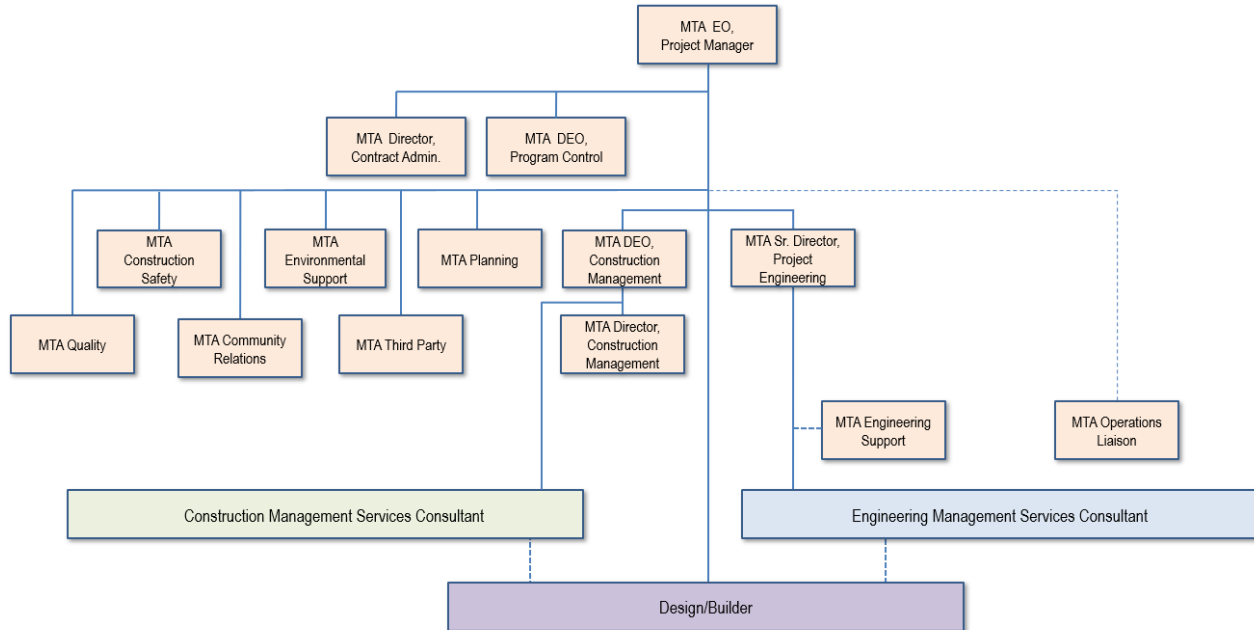 MTA EO,
Project Manager
MTA Director,
Contract Admin.
MTA DEO,
Program Control
MTA
Construction
Safety
MTA
Environmental
Support
MTA Planning
MTA DEO,
Construction
Management
MTA Sr. Director,
Project
Engineering
MTA Quality
MTA Community
Relations
MTA Third Party
MTA Director,
Construction
Management
MTA Engineering
Support
MTA Operations
Liaison
Construction Management Services Consultant
Engineering Management Services Consultant
Design/Builder